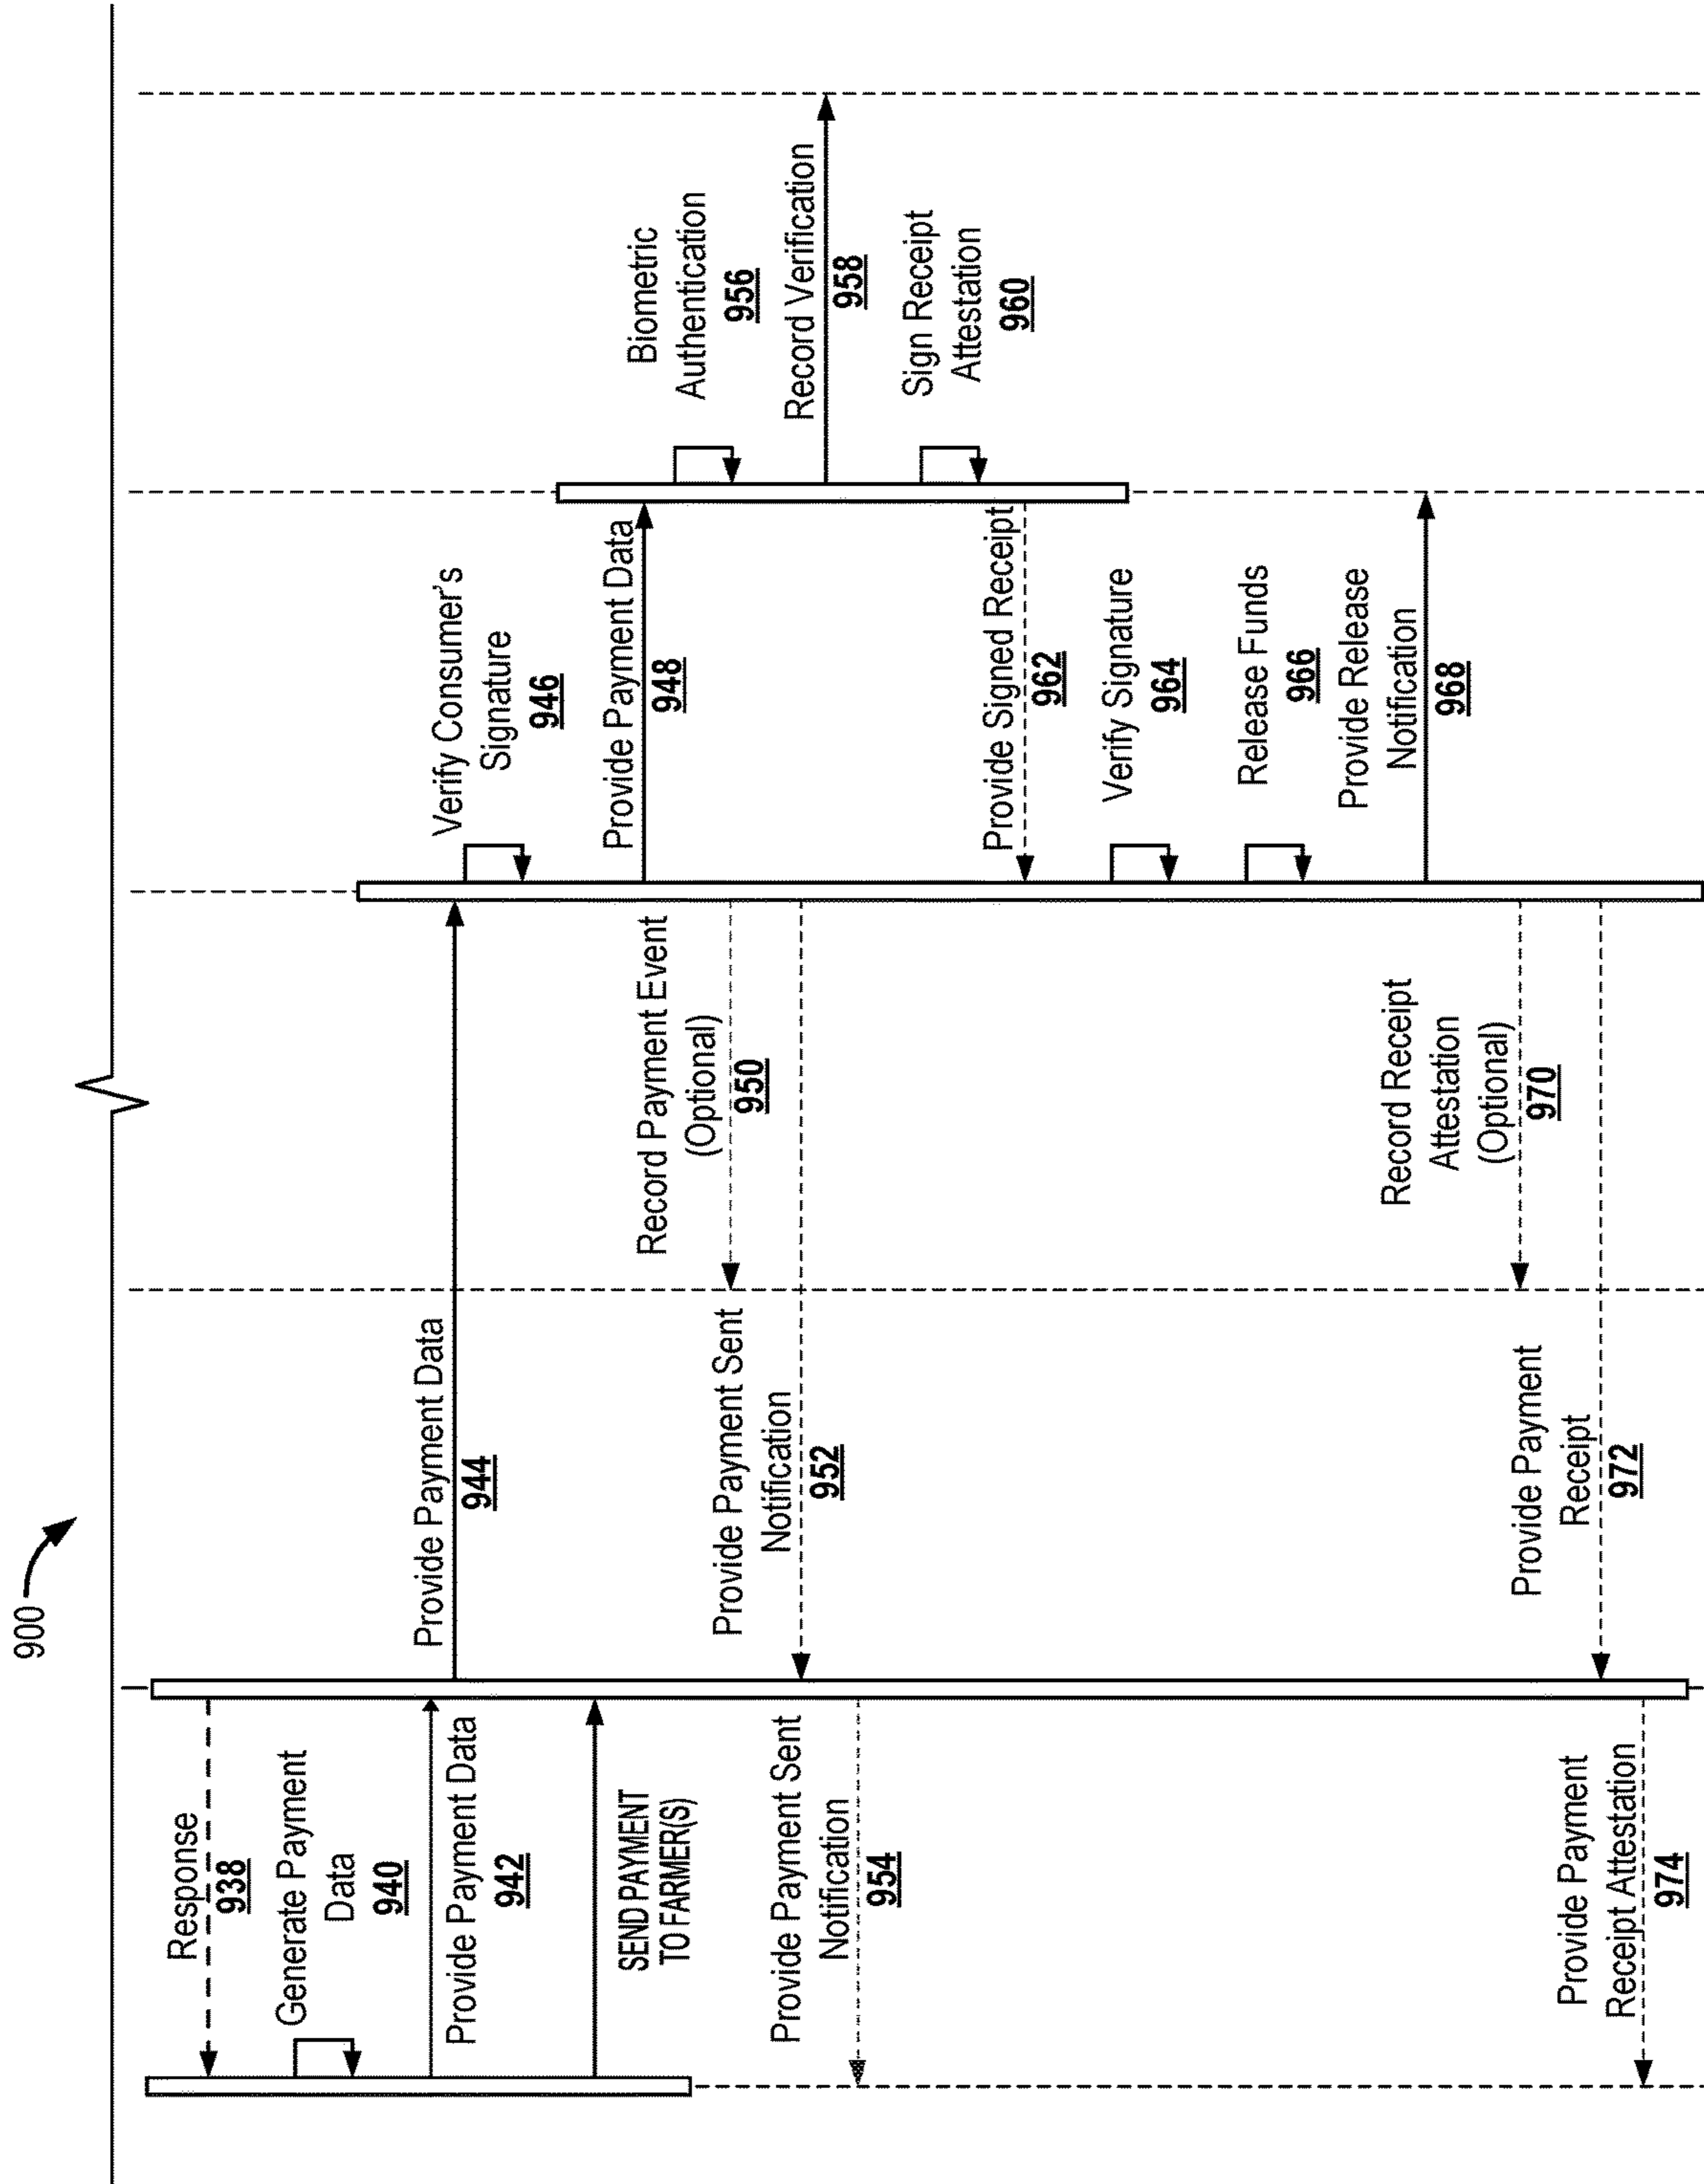 900
Response
938
Generate Payment
Data
940
Provide Payment Data
942
Provide Payment Data
944
Verify Consumer's
Signature
946
SEND PAYMENT
TO FARMER(S)
Provide Payment Data
948
Record Payment Event
(Optional)
950
Provide Payment Sent
Notification
952
Provide Payment Sent
Notification
954
Biometric
Authentication
956
Record Verification
958
Sign Receipt
Attestation
960
Provide Signed Receipt
962
Verify Signature
964
Release Funds
966
Provide Release
Notification
968
Record Receipt
Attestation
(Optional)
970
Provide Payment
Receipt
972
Provide Payment
Receipt Attestation
974